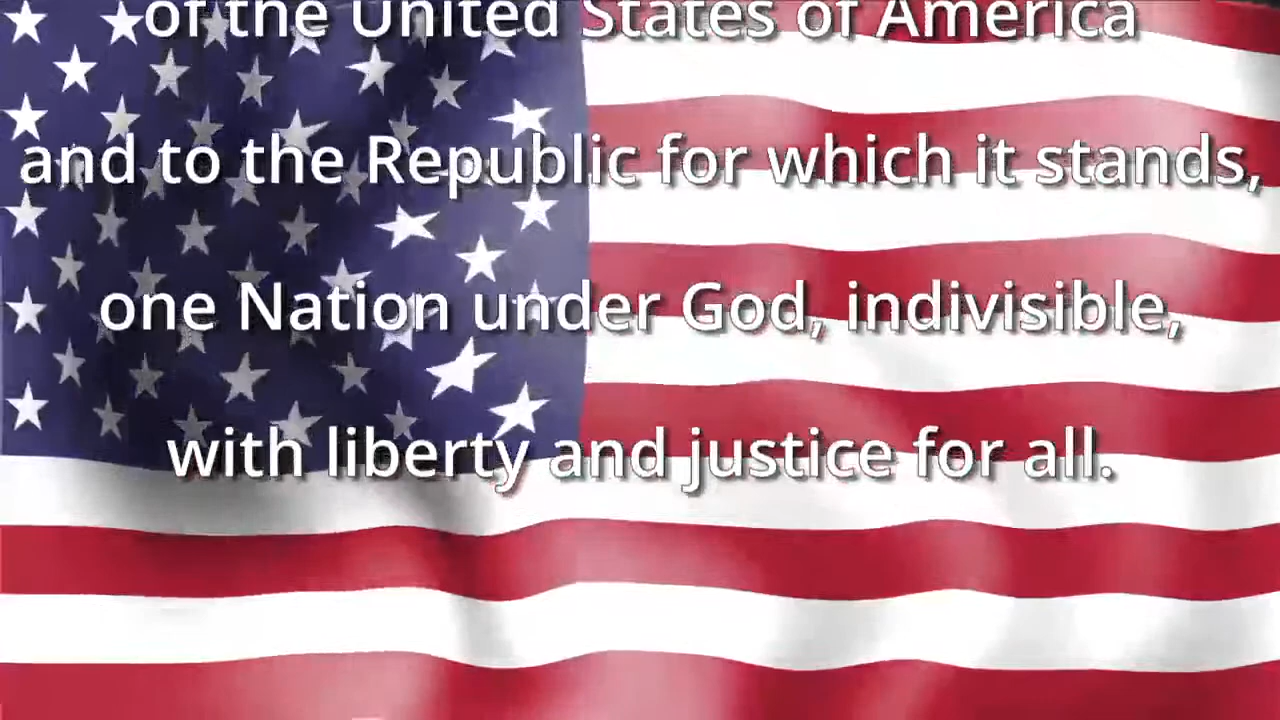 of the United States of America
and to the Republic for which it stands,
one Nation under God, indivisible,
with liberty and justice for all.